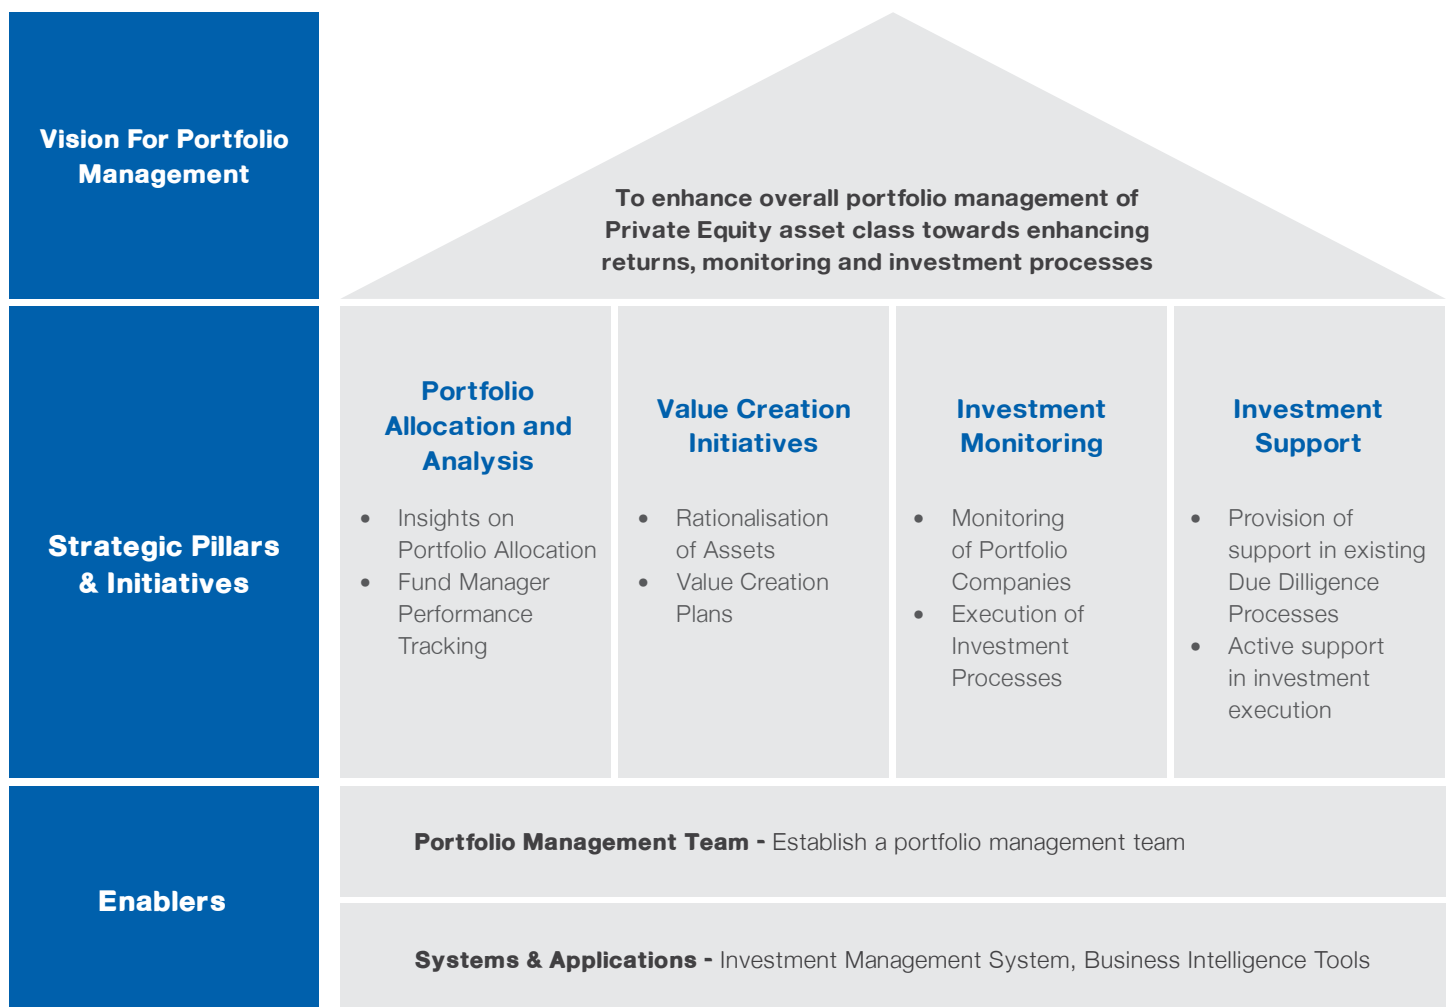 Vision For Portfolio
Management
To enhance overall portfolio management of
Private Equity asset class towards enhancing
returns, monitoring and investment processes
Strategic Pillars
& Initiatives
Portfolio
Allocation and
Analysis
• Insights on
Portfolio Allocation
• Fund Manager
Performance
Tracking
Value Creation
Initiatives
• Rationalisation
of Assets
• Value Creation
Plans
Investment
Monitoring
• Monitoring
of Portfolio
Companies
• Execution of
Investment
Processes
Investment
Support
• Provision of
support in existing
Due Dilligence
Processes
• Active support
in investment
execution
Enablers
Portfolio Management Team - Establish a portfolio management team
Systems & Applications - Investment Management System, Business Intelligence Tools